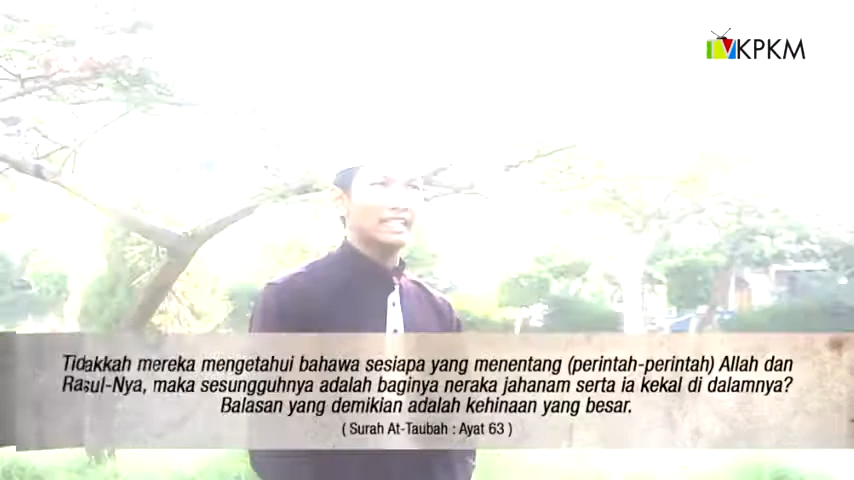 TVKPKM
Tidakkah mereka mengetahui bahawa sesiapa yang menentang (perintah-perintah) Allah dan
Rasul-Nya, maka sesungguhnya adalah baginya neraka jahanam serta ia kekal di dalamnya?
Balasan yang demikian adalah kehinaan yang besar.
( Surah At-Taubah : Ayat 63 )